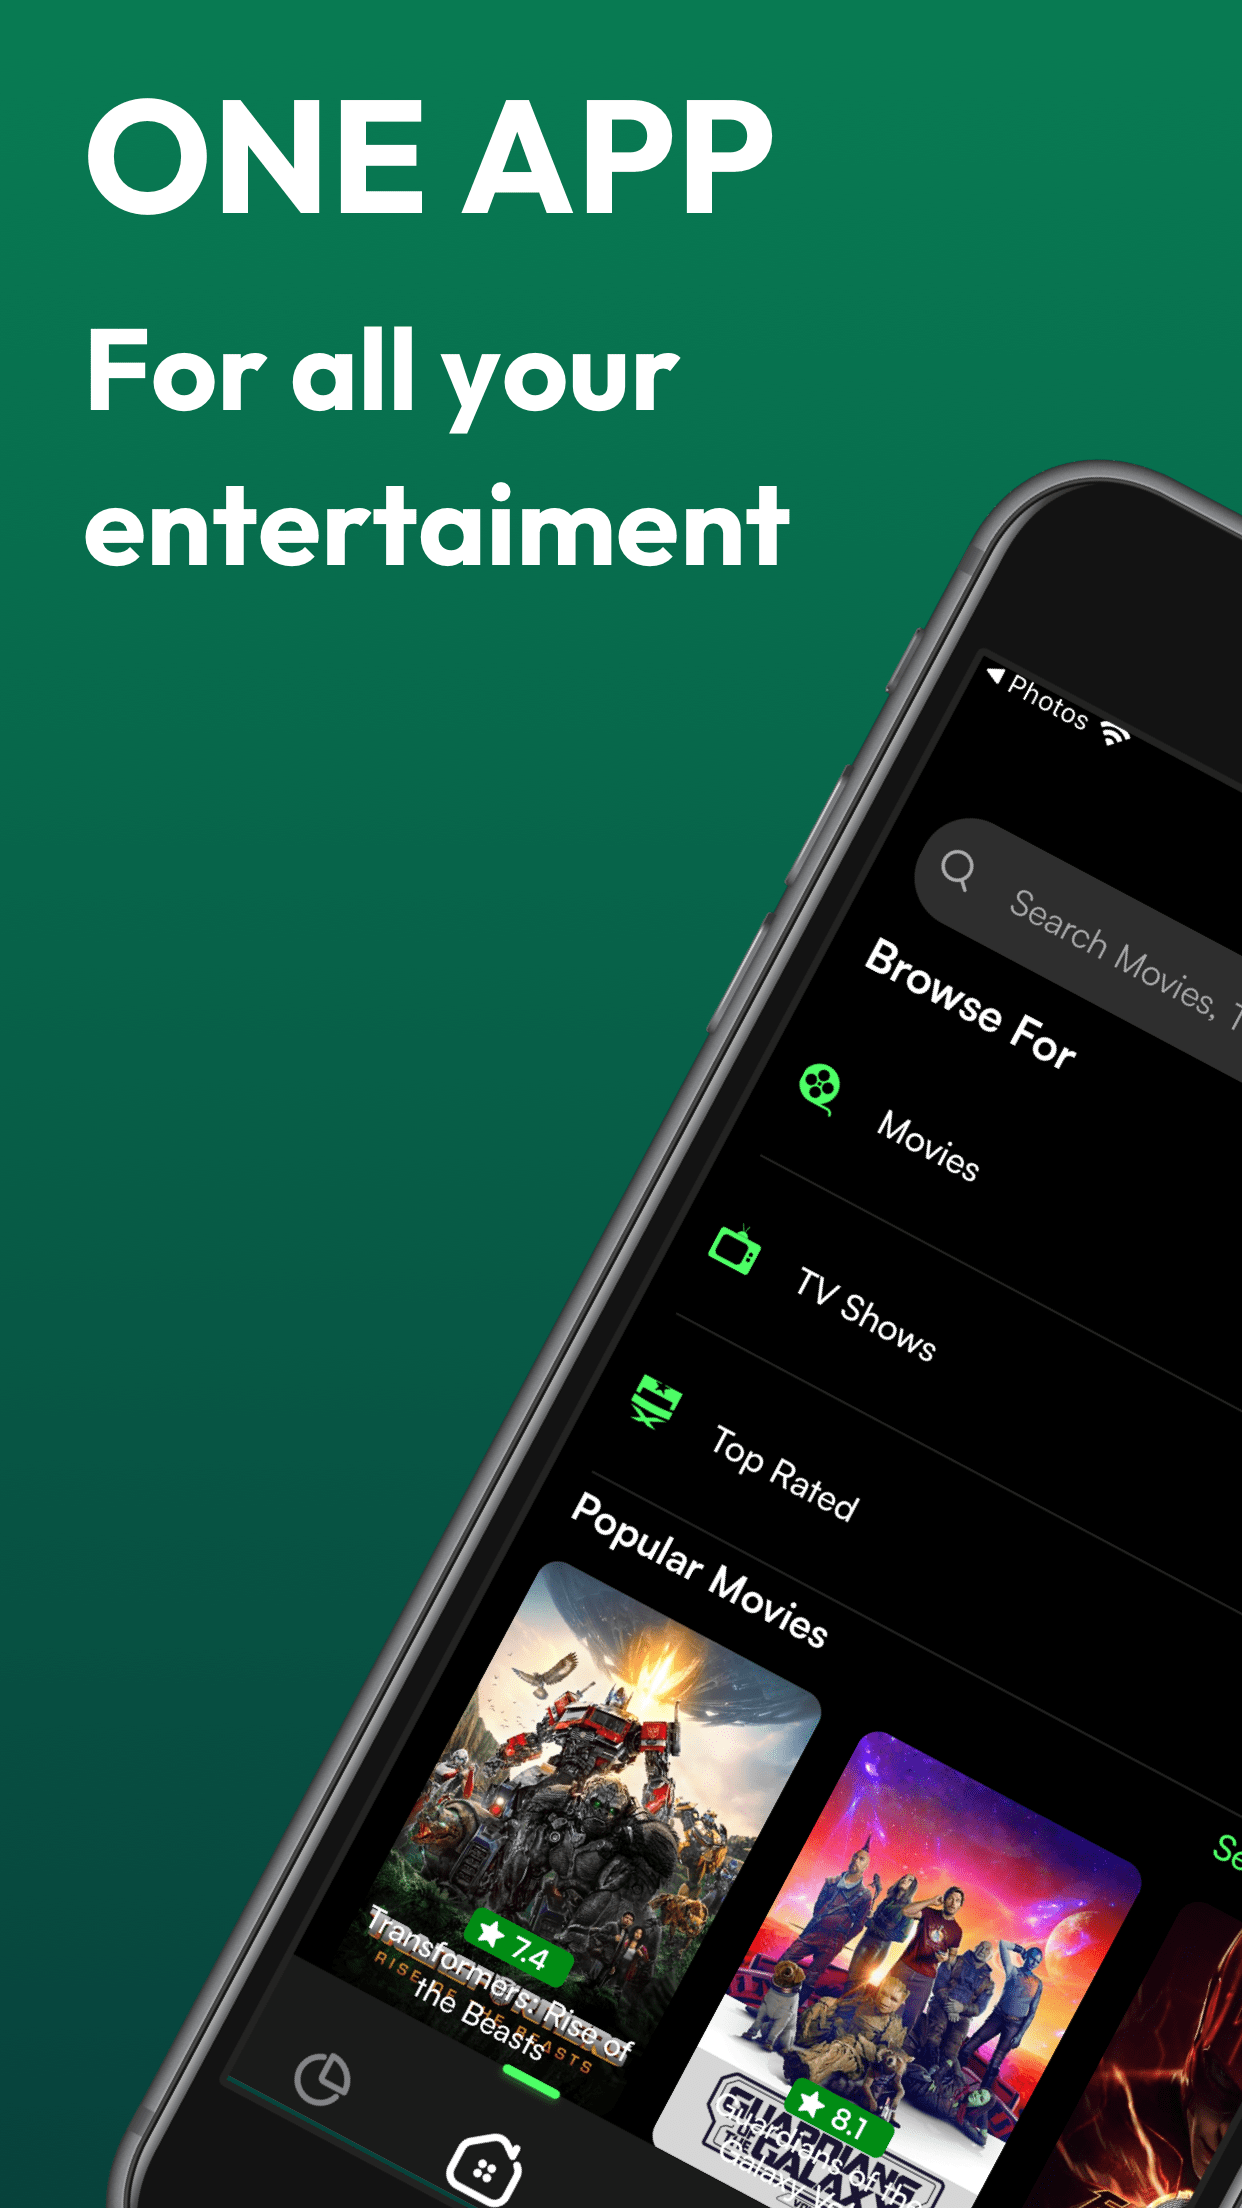 ONE APP
For all your
entertaiment
Photos
Search Movies, T
Browse For
Movies
TV Shows
Top Rated
Popular Movies
Se
7.4
Transformers: Rise of
the Beasts
RISE OF THE BEASTS
8.1
Guardians of the
Galaxy Vo
GUARDIANS
OF THE
GALAXY